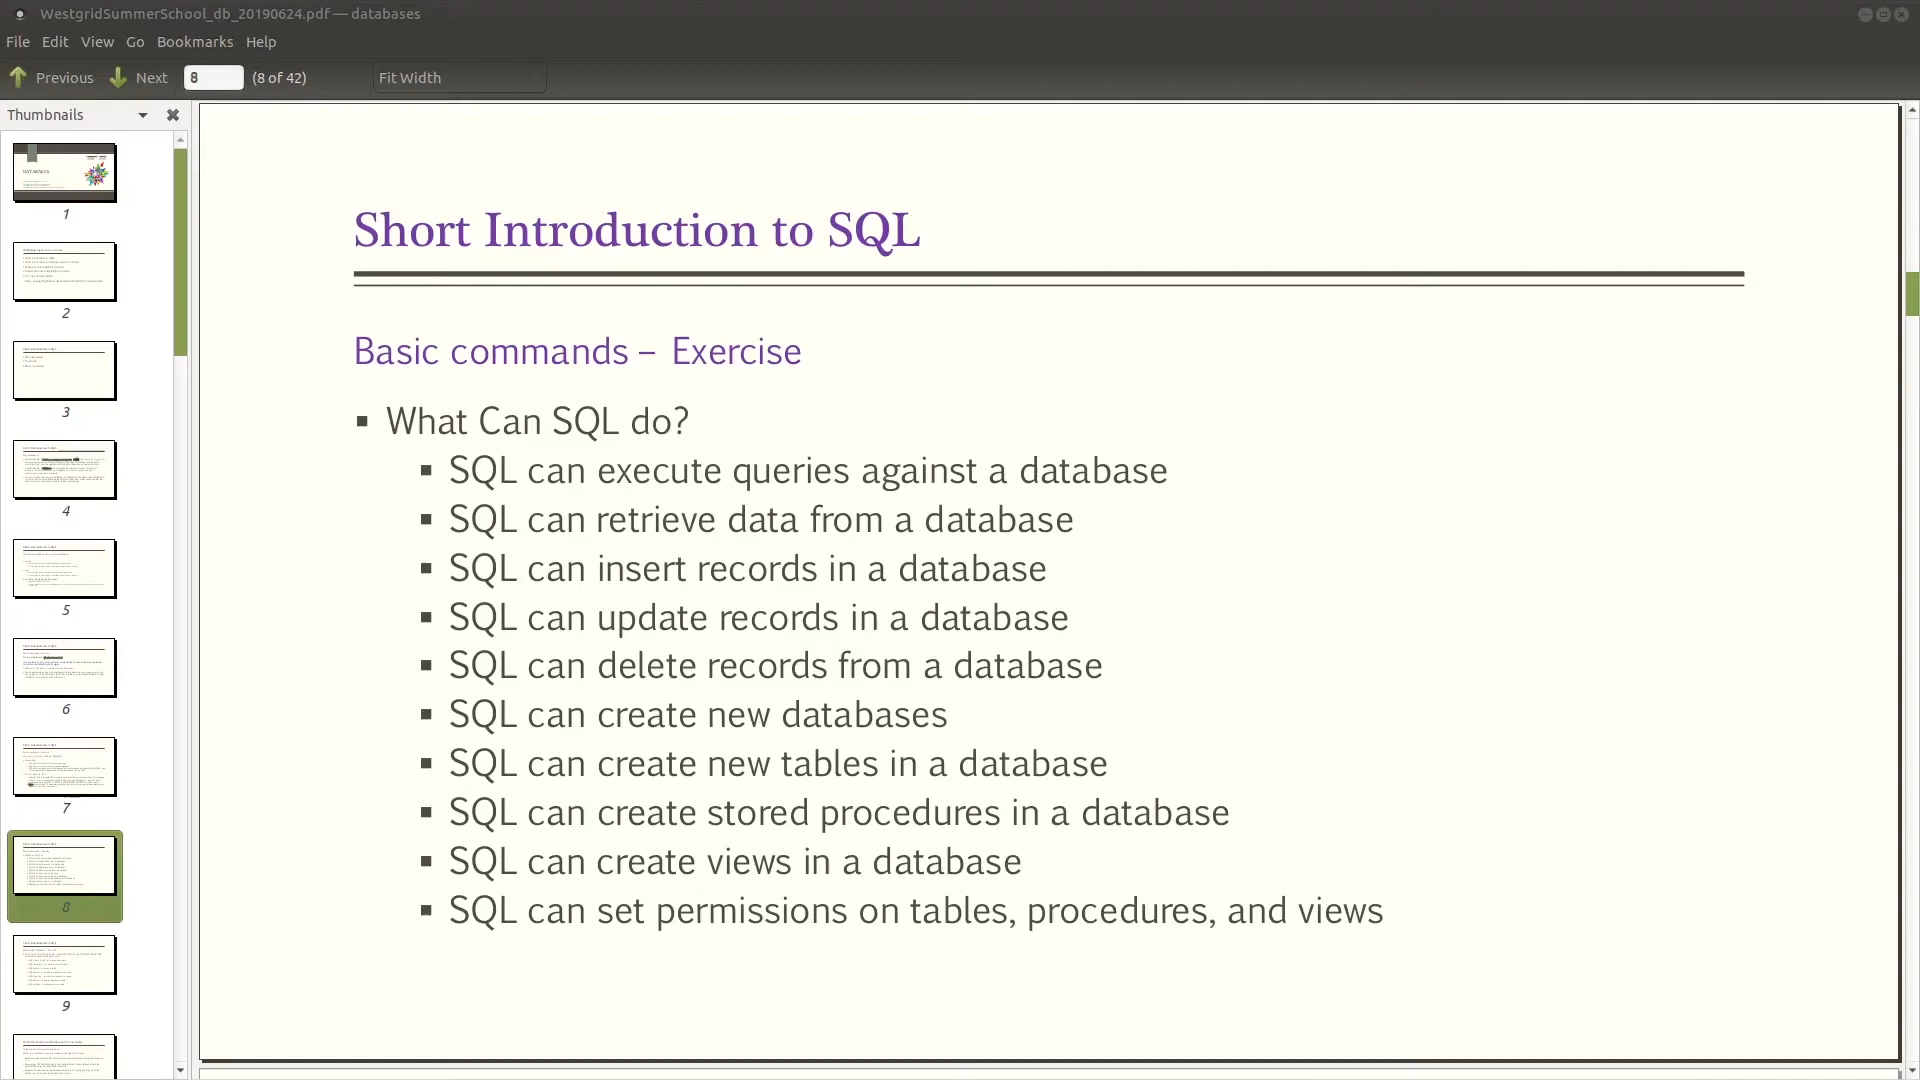 WestgridSummerSchool_db_20190624.pdf — databases
File Edit View Go Bookmarks Help
Previous Next 8 (8 of 42) Fit Width
Thumbnails
1
2
3
4
5
6
7
8
9
Short Introduction to SQL
Basic commands – Exercise
▪ What Can SQL do?
▪ SQL can execute queries against a database
▪ SQL can retrieve data from a database
▪ SQL can insert records in a database
▪ SQL can update records in a database
▪ SQL can delete records from a database
▪ SQL can create new databases
▪ SQL can create new tables in a database
▪ SQL can create stored procedures in a database
▪ SQL can create views in a database
▪ SQL can set permissions on tables, procedures, and views